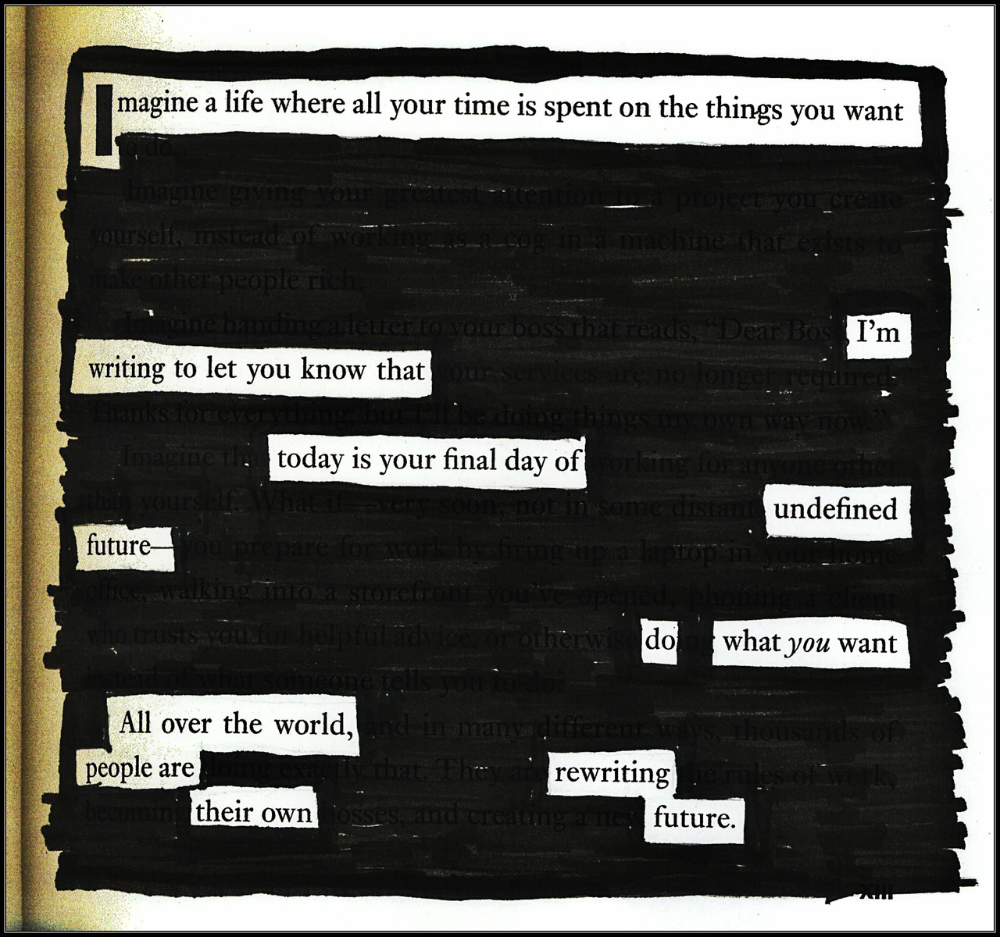 Imagine a life where all your time is spent on the things you want
I'm
writing to let you know that
today is your final day of
undefined
future—
do what you want
All over the world,
people are rewriting
their own future.